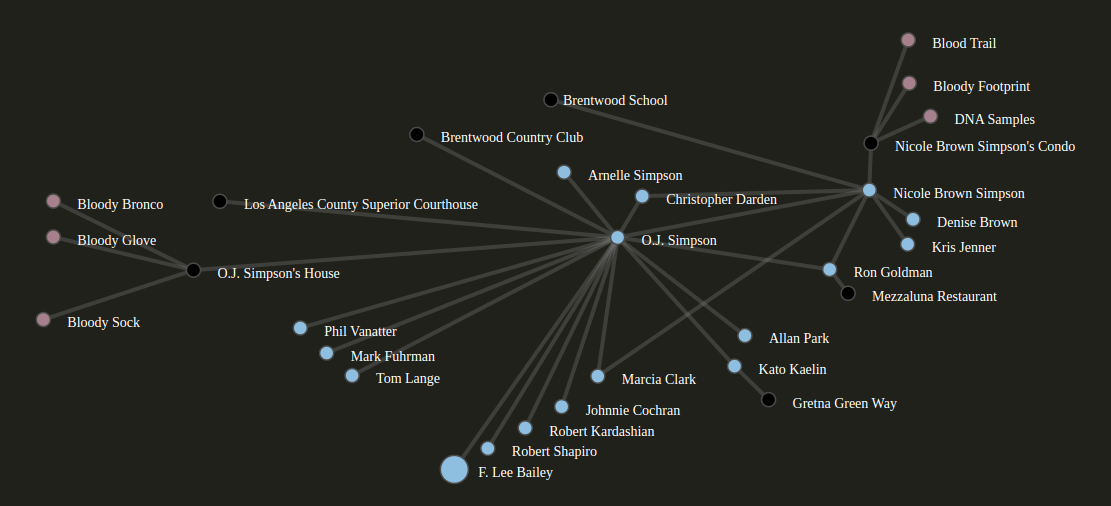 Blood Trail
Bloody Footprint
Brentwood School
DNA Samples
Brentwood Country Club
Nicole Brown Simpson's Condo
Arnelle Simpson
Nicole Brown Simpson
Christopher Darden
Bloody Bronco
Los Angeles County Superior Courthouse
Denise Brown
Bloody Glove
O.J. Simpson
Kris Jenner
O.J. Simpson's House
Ron Goldman
Mezzaluna Restaurant
Bloody Sock
Phil Vanatter
Allan Park
Mark Fuhrman
Kato Kaelin
Tom Lange
Marcia Clark
Gretna Green Way
Johnnie Cochran
Robert Kardashian
Robert Shapiro
F. Lee Bailey